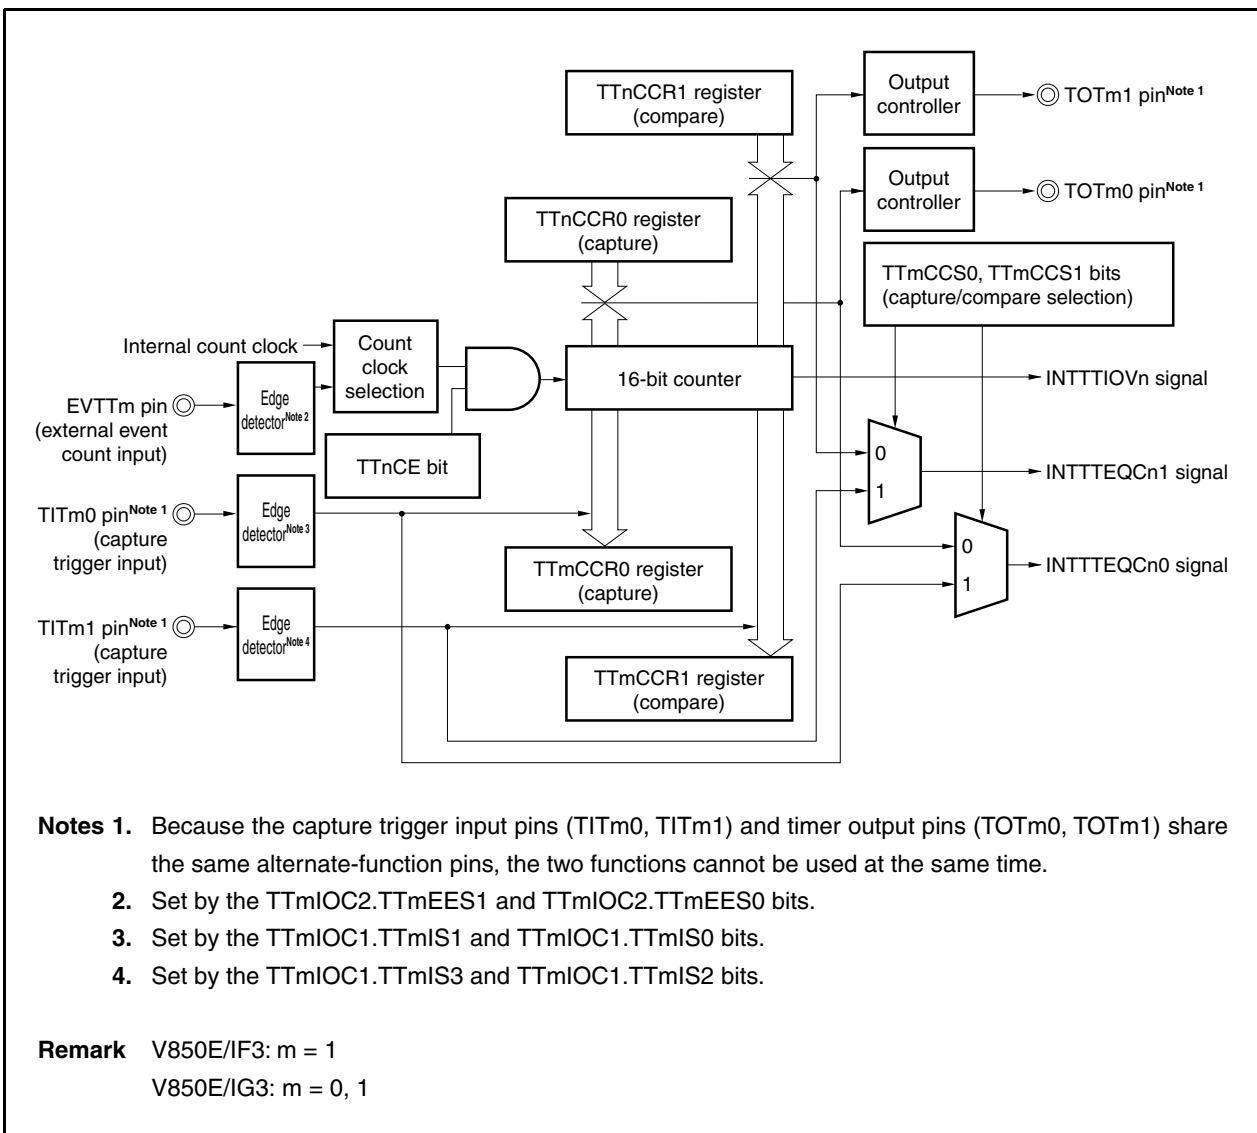 TTnCCR1 register
(compare)
Output
controller
TOTm1 pinNote 1
Output
controller
TOTm0 pinNote 1
TTnCCR0 register
(capture)
TTmCCS0, TTmCCS1 bits
(capture/compare selection)
Internal count clock
Count
clock
selection
16-bit counter
INTTTIOVn signal
EVTTm pin
(external event
count input)
Edge
detectorNote 2
TTnCE bit
0
1
INTTTEQCn1 signal
TITm0 pinNote 1
(capture
trigger input)
Edge
detectorNote 3
TTmCCR0 register
(capture)
0
1
INTTTEQCn0 signal
TITm1 pinNote 1
(capture
trigger input)
Edge
detectorNote 4
TTmCCR1 register
(compare)
Notes 1. Because the capture trigger input pins (TITm0, TITm1) and timer output pins (TOTm0, TOTm1) share
the same alternate-function pins, the two functions cannot be used at the same time.
2. Set by the TTmIOC2.TTmEES1 and TTmIOC2.TTmEES0 bits.
3. Set by the TTmIOC1.TTmIS1 and TTmIOC1.TTmIS0 bits.
4. Set by the TTmIOC1.TTmIS3 and TTmIOC1.TTmIS2 bits.
Remark V850E/IF3: m = 1
V850E/IG3: m = 0, 1